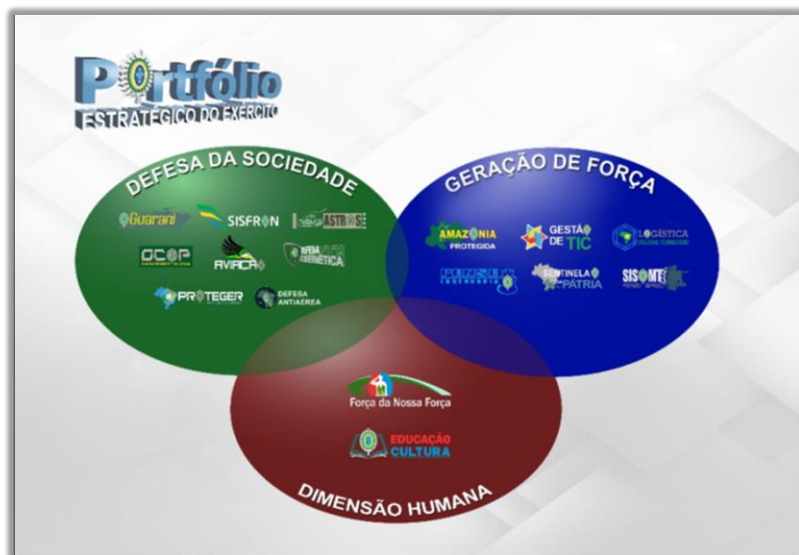 Portfólio
ESTRATÉGICO DO EXÉRCITO
DEFESA DA SOCIEDADE
Guarani
SISFRON
ASTROS
OCOP
AVIAÇÃO
DEFESA
CIBERNÉTICA
PROTEGER
DEFESA
ANTIAÉREA
GERAÇÃO DE FORÇA
AMAZONIA
PROTEGIDA
GESTÃO
DE TIC
LOGÍSTICA
SENTINELA
DA PÁTRIA
SISOMT
Força da Nossa Força
EDUCAÇÃO
CULTURA
DIMENSÃO HUMANA